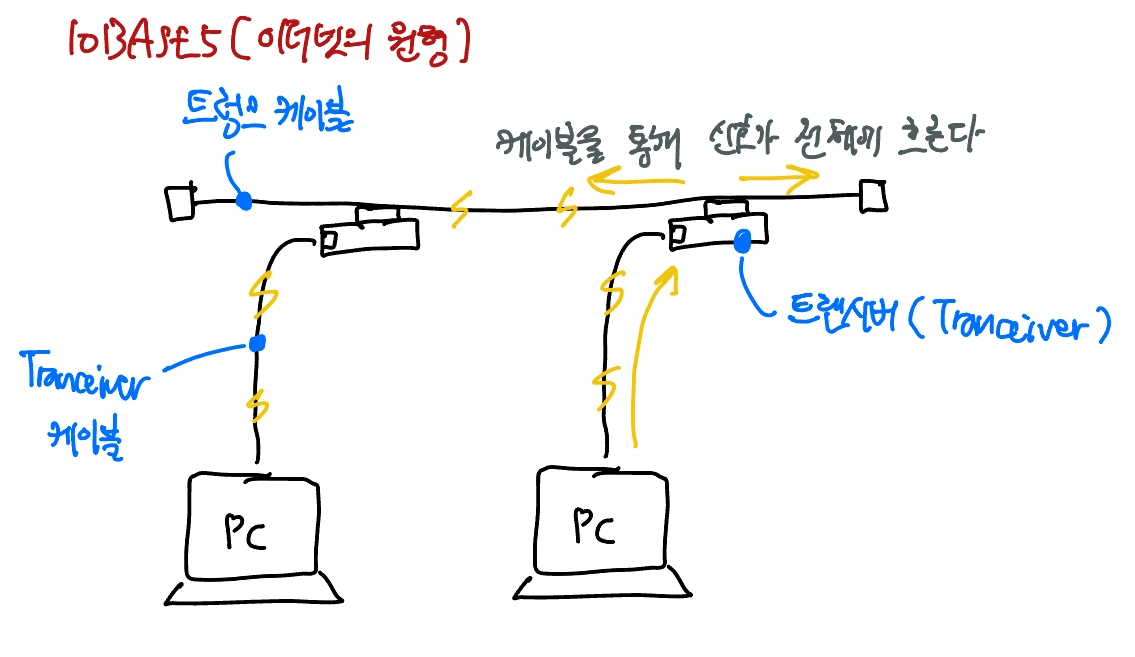 10BASE5 (이더넷의 원형)
트렁크 케이블
케이블을 통해 신호가 전체에 흐른다
트랜시버 (Tranceiver)
Tranceiver
케이블
PC
PC